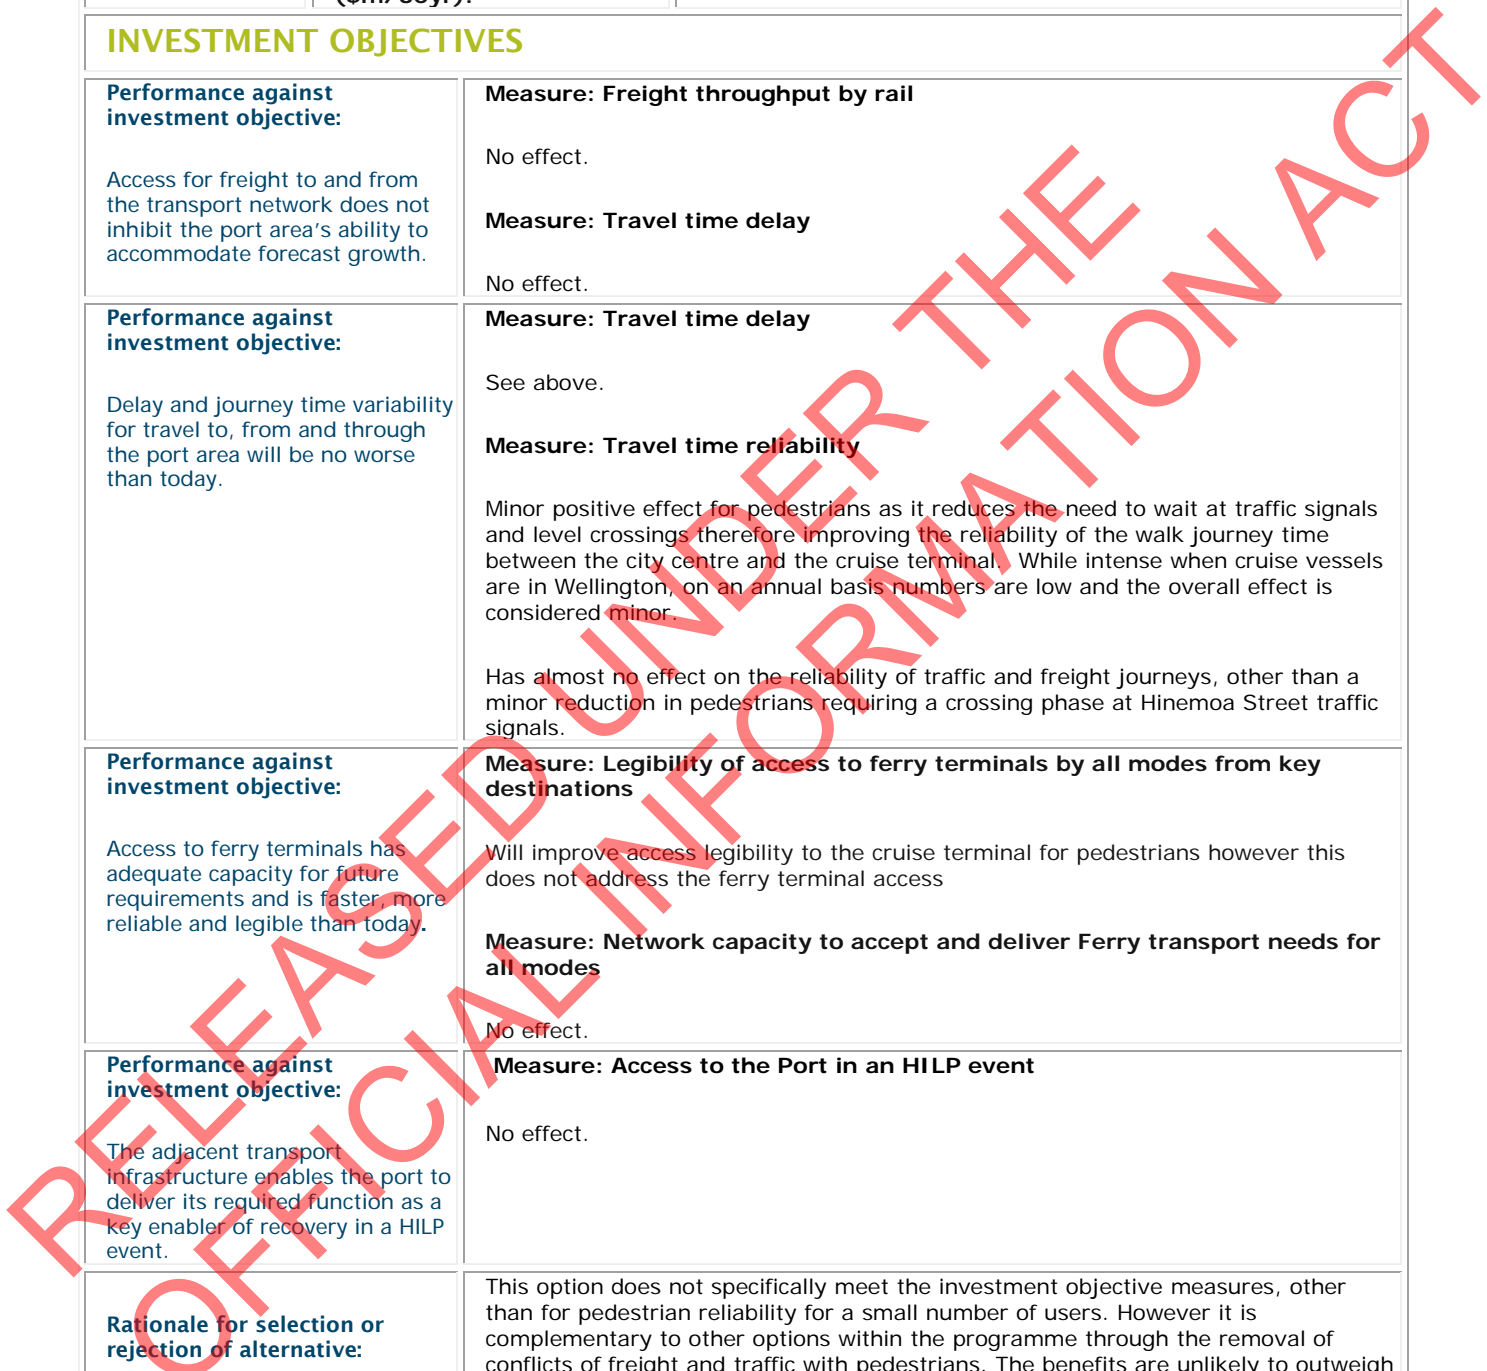 ($m/60yr):
INVESTMENT OBJECTIVES
Performance against
investment objective:
Access for freight to and from
the transport network does not
inhibit the port area's ability to
accommodate forecast growth.
Measure: Freight throughput by rail
No effect.
Measure: Travel time delay
No effect.
Performance against
investment objective:
Delay and journey time variability
for travel to, from and through
the port area will be no worse
than today.
Measure: Travel time delay
See above.
Measure: Travel time reliability
Minor positive effect for pedestrians as it reduces the need to wait at traffic signals
and level crossings therefore improving the reliability of the walk journey time
between the city centre and the cruise terminal. While intense when cruise vessels
are in Wellington, on an annual basis numbers are low and the overall effect is
considered minor.
Has almost no effect on the reliability of traffic and freight journeys, other than a
minor reduction in pedestrians requiring a crossing phase at Hinemoa Street traffic
signals.
Performance against
investment objective:
Access to ferry terminals has
adequate capacity for future
requirements and is faster, more
reliable and legible than today.
Measure: Legibility of access to ferry terminals by all modes from key
destinations
Will improve access legibility to the cruise terminal for pedestrians however this
does not address the ferry terminal access
Measure: Network capacity to accept and deliver Ferry transport needs for
all modes
No effect.
Performance against
investment objective:
The adjacent transport
infrastructure enables the port to
deliver its required function as a
key enabler of recovery in a HILP
event.
Measure: Access to the Port in an HILP event
No effect.
Rationale for selection or
rejection of alternative:
This option does not specifically meet the investment objective measures, other
than for pedestrian reliability for a small number of users. However it is
complementary to other options within the programme through the removal of
conflicts of freight and traffic with pedestrians. The benefits are unlikely to outweigh
RELEASED UNDER THE
OFFICIAL INFORMATION ACT